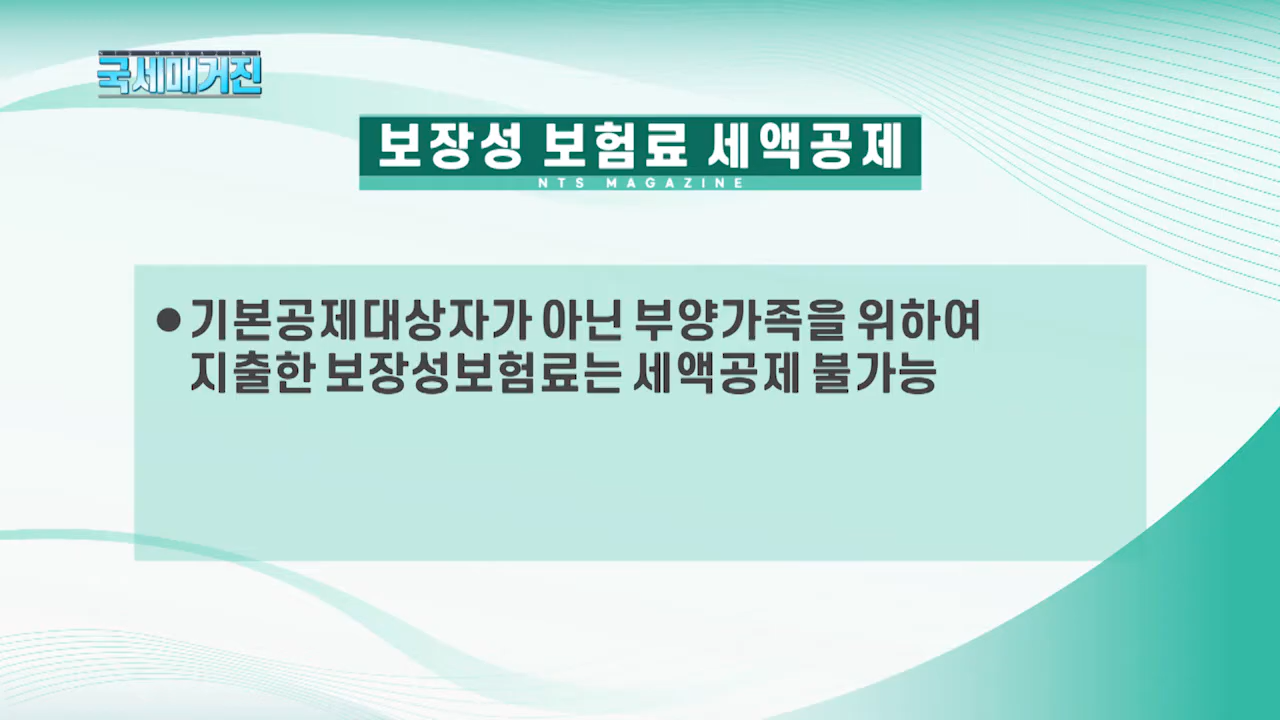 NTS MAGAZINE
국세매거진
보장성 보험료 세액공제
NTS MAGAZINE
●기본공제대상자가 아닌 부양가족을 위하여
지출한 보장성보험료는 세액공제 불가능